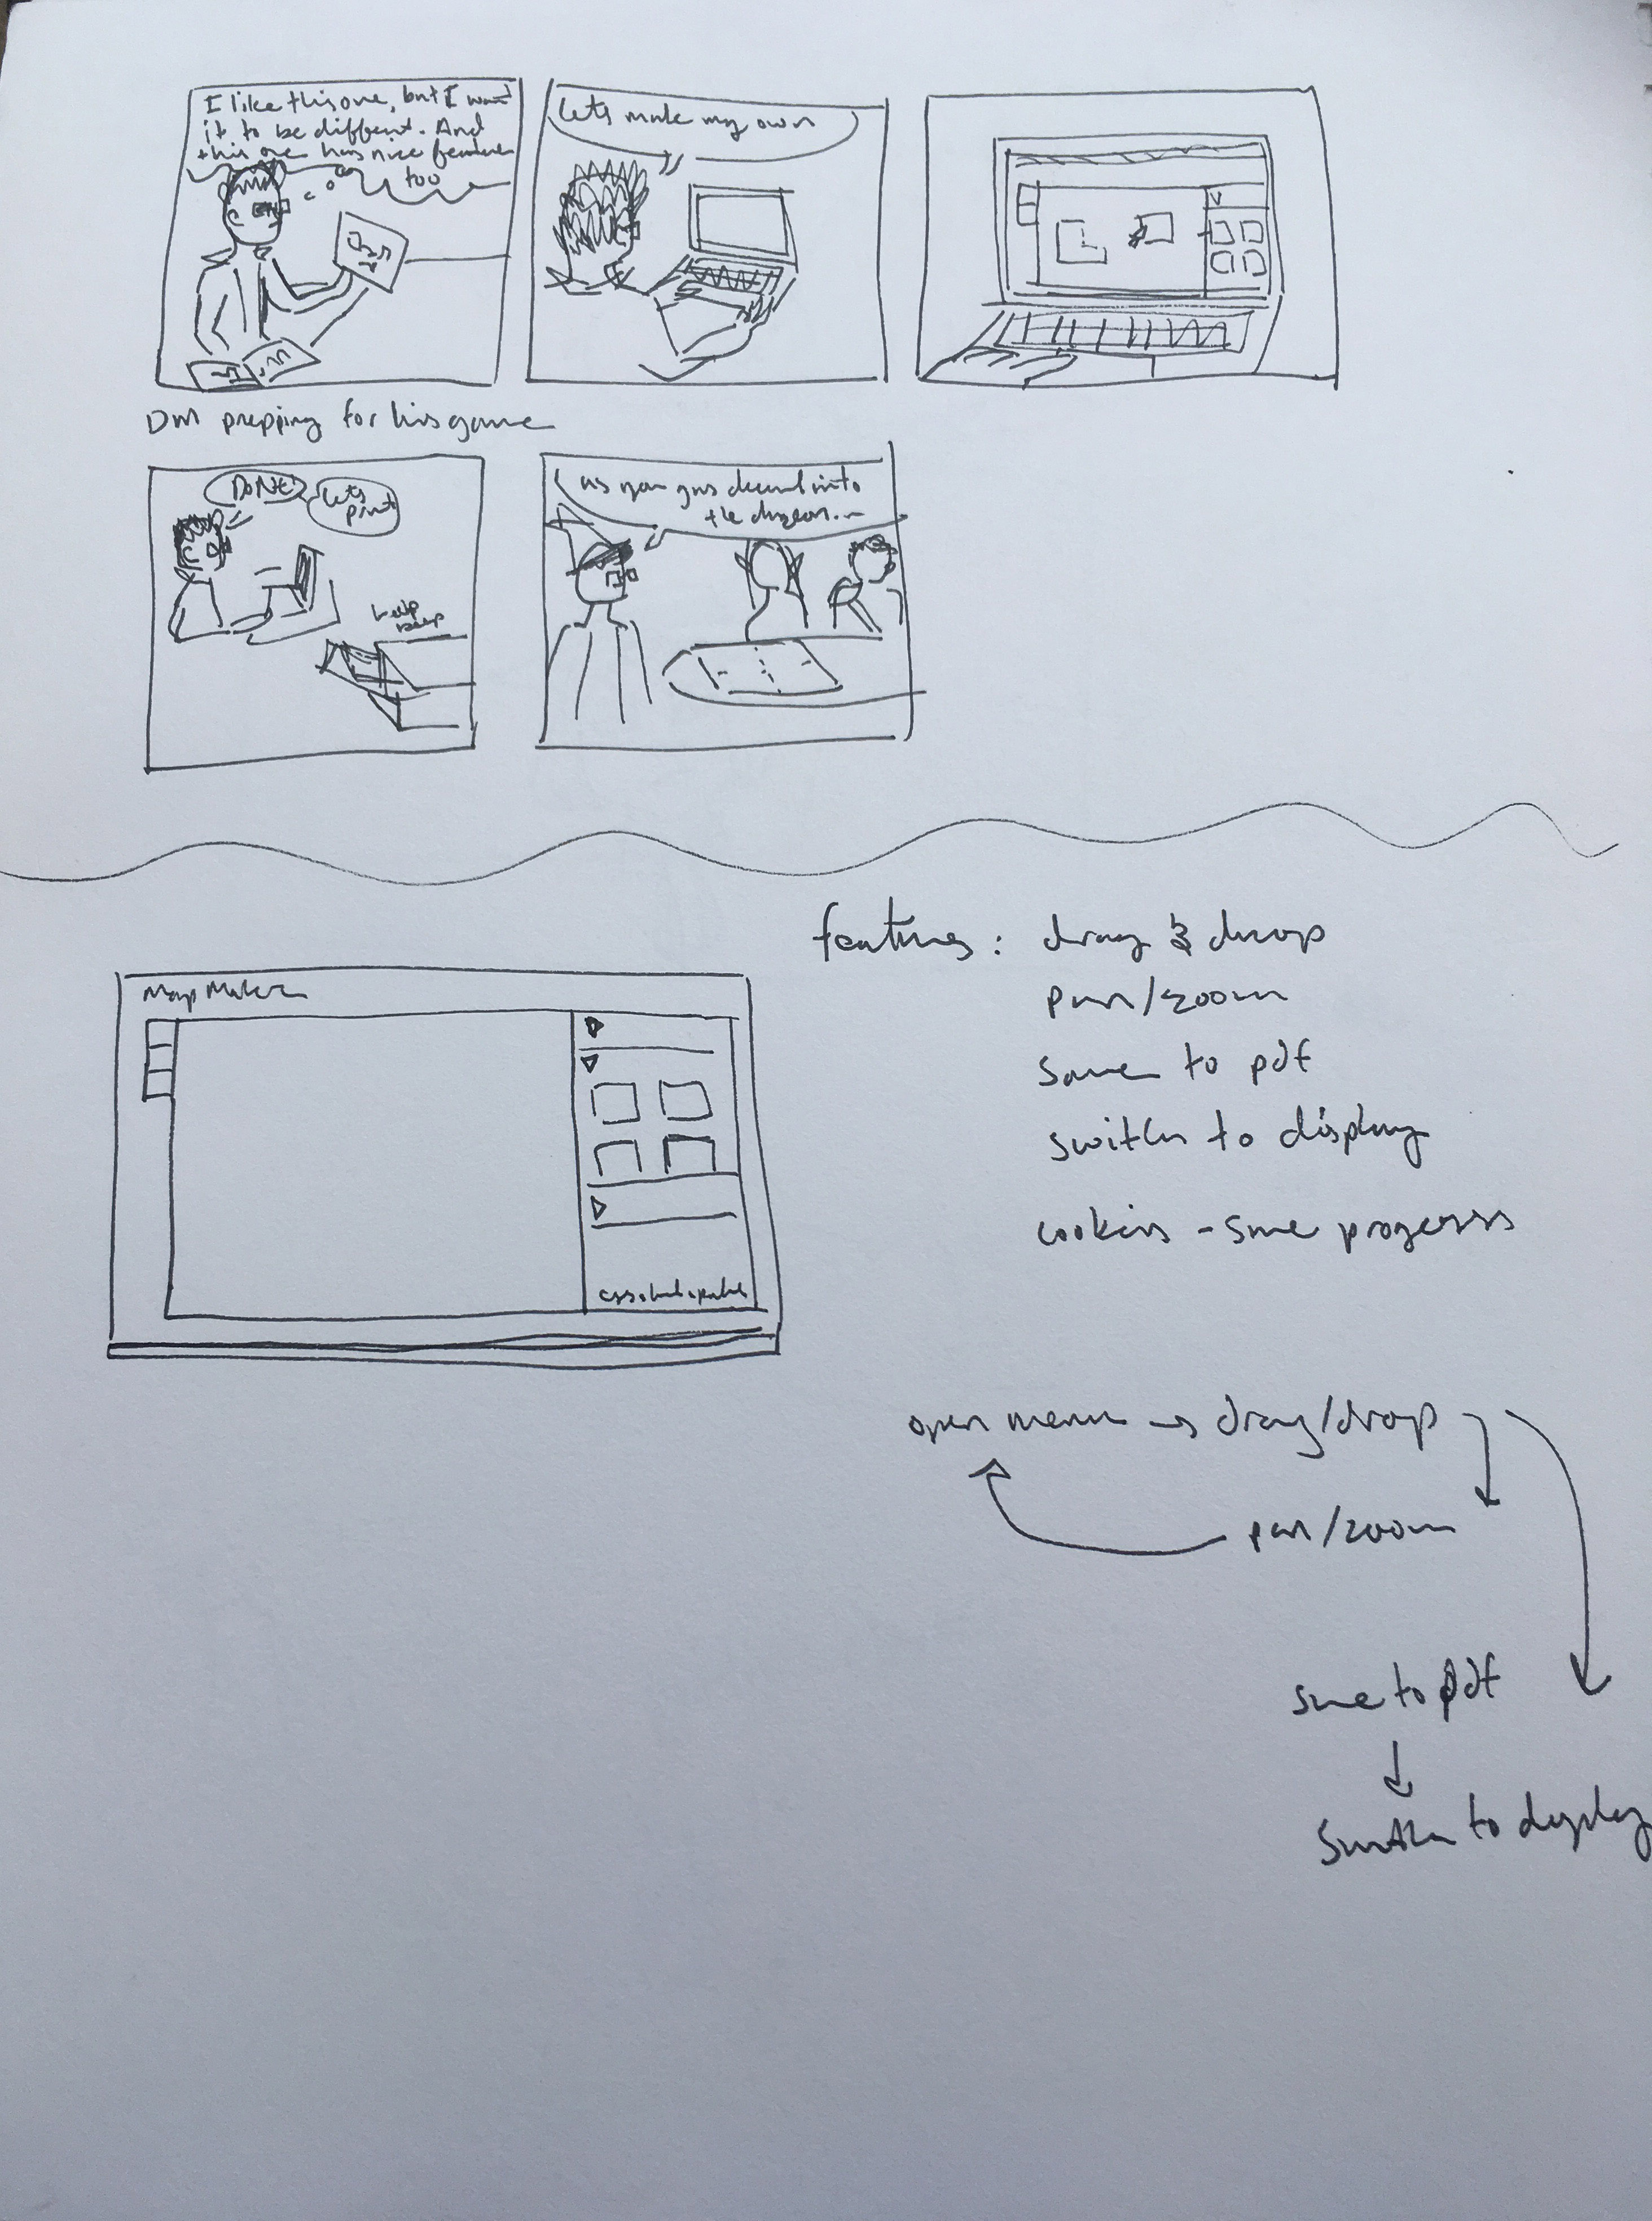 I like this one, but I want
it to be different. And
this one has nice features
too
lets make my own
DM prepping for his game
DONE!
lets
print
beep
beep
as you guys descend into
the dungeon...
Map Maker
features: drag & drop
pan/zoom
save to pdf
switch to display
cookies - save progress
open menu → drag/drop
pan/zoom
save to pdf
switch to display